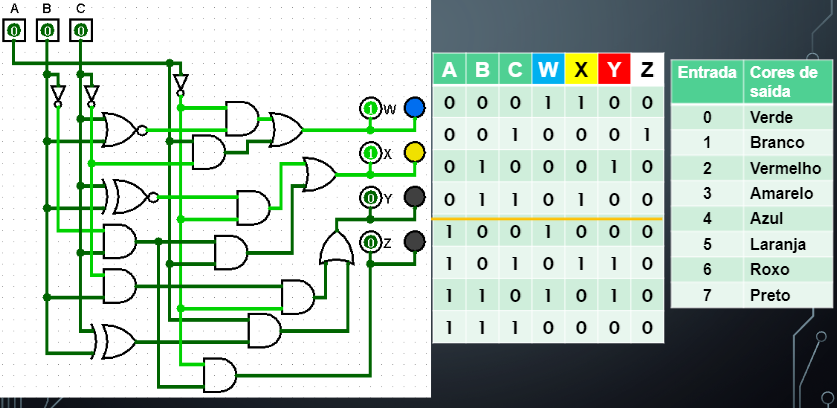 A B C
0 0 0
1 W
1 X
0 Y
0 Z
A B C W X Y Z
0 0 0 1 1 0 0
0 0 1 0 0 0 1
0 1 0 0 0 1 0
0 1 1 0 1 0 0
1 0 0 1 0 0 0
1 0 1 0 1 1 0
1 1 0 1 0 1 0
1 1 1 0 0 0 0
Entrada Cores de
saída
0 Verde
1 Branco
2 Vermelho
3 Amarelo
4 Azul
5 Laranja
6 Roxo
7 Preto